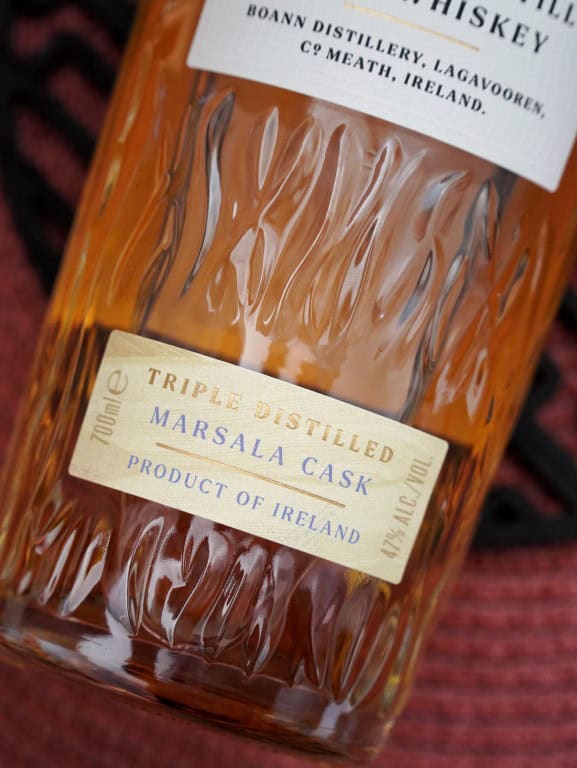 WHISKEY
BOANN DISTILLERY, LAGAVOOREN,
Cº MEATH, IRELAND.
700ml e
TRIPLE DISTILLED
MARSALA CASK
PRODUCT OF IRELAND
47% ALC./VOL.